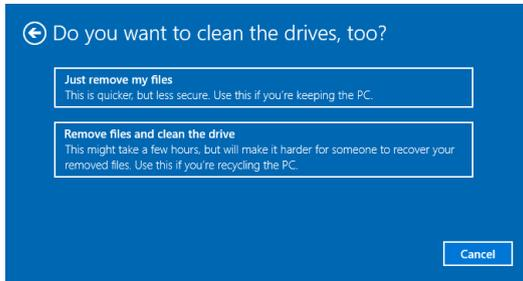 Do you want to clean the drives, too?
Just remove my files
This is quicker, but less secure. Use this if you're keeping the PC.
Remove files and clean the drive
This might take a few hours, but will make it harder for someone to recover your
removed files. Use this if you're recycling the PC.
Cancel